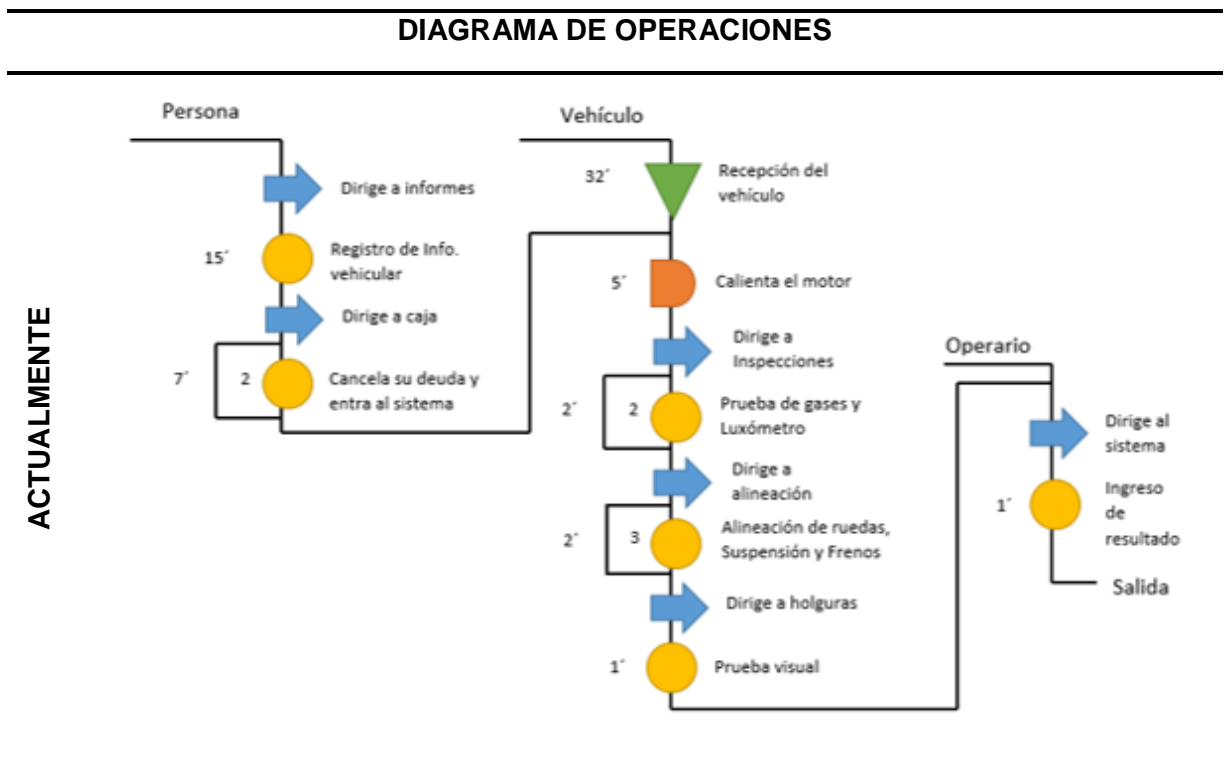 DIAGRAMA DE OPERACIONES
ACTUALMENTE
Persona
Dirige a informes
15´
Registro de Info.
vehicular
Dirige a caja
7´
2
Cancela su deuda y
entra al sistema
Vehículo
32´
Recepción del
vehículo
5´
Calienta el motor
Dirige a
Inspecciones
2´
2
Prueba de gases y
Luxómetro
Dirige a
alineación
2´
3
Alineación de ruedas,
Suspensión y Frenos
Dirige a holguras
1´
Prueba visual
Operario
Dirige al
sistema
1´
Ingreso
de
resultado
Salida